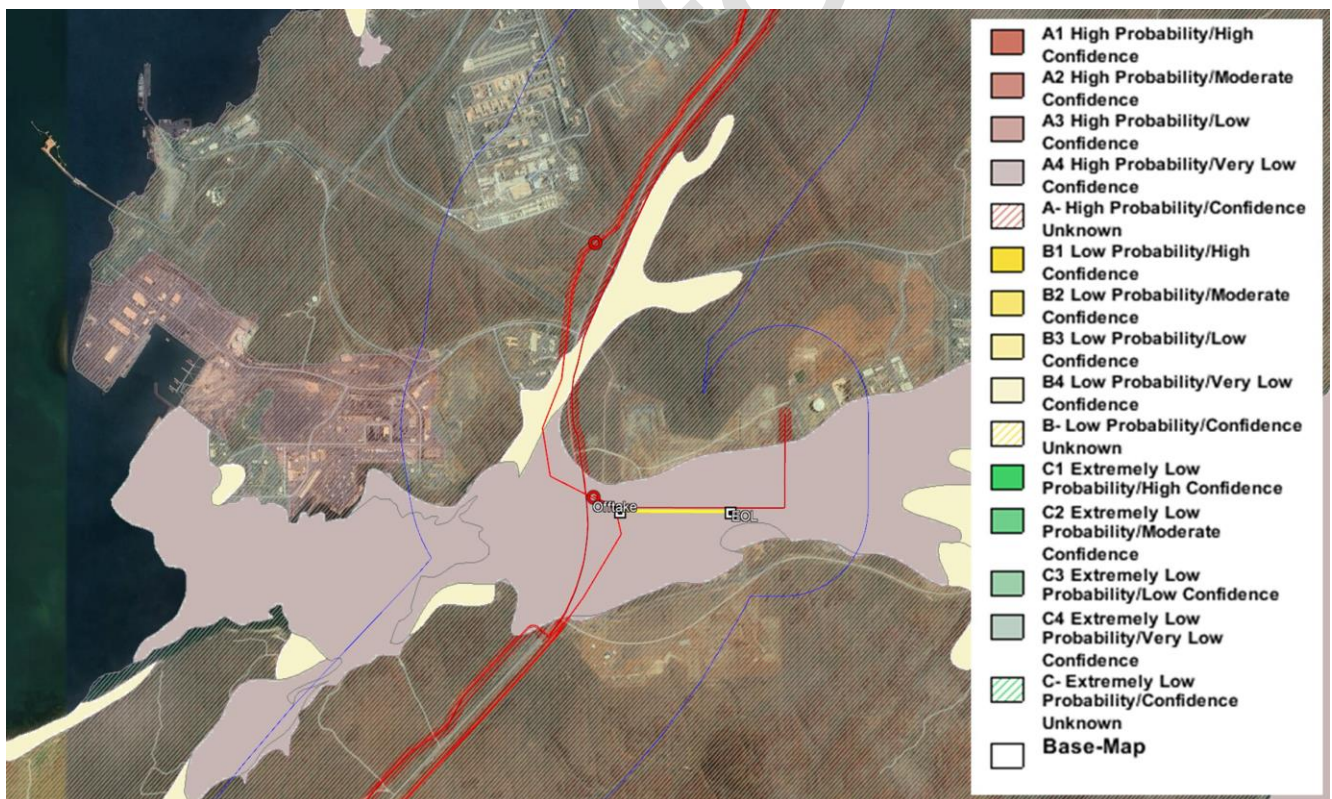 A1 High Probability/High
Confidence
A2 High Probability/Moderate
Confidence
A3 High Probability/Low
Confidence
A4 High Probability/Very Low
Confidence
A- High Probability/Confidence
Unknown
B1 Low Probability/High
Confidence
B2 Low Probability/Moderate
Confidence
B3 Low Probability/Low
Confidence
B4 Low Probability/Very Low
Confidence
B- Low Probability/Confidence
Unknown
C1 Extremely Low
Probability/High Confidence
C2 Extremely Low
Probability/Moderate
Confidence
C3 Extremely Low
Probability/Low Confidence
C4 Extremely Low
Probability/Very Low
Confidence
C- Extremely Low
Probability/Confidence
Unknown
Base-Map
Offtake
EOL